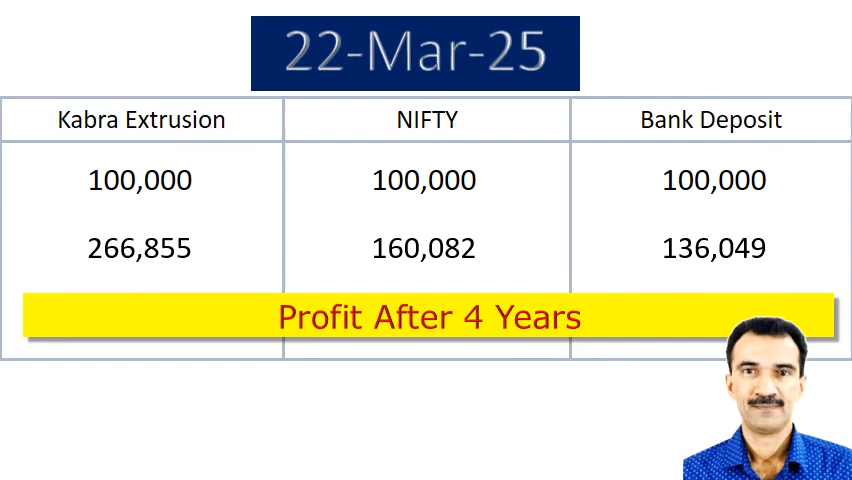 22-Mar-25
Kabra Extrusion NIFTY Bank Deposit
100,000 100,000 100,000
266,855 160,082 136,049
Profit After 4 Years